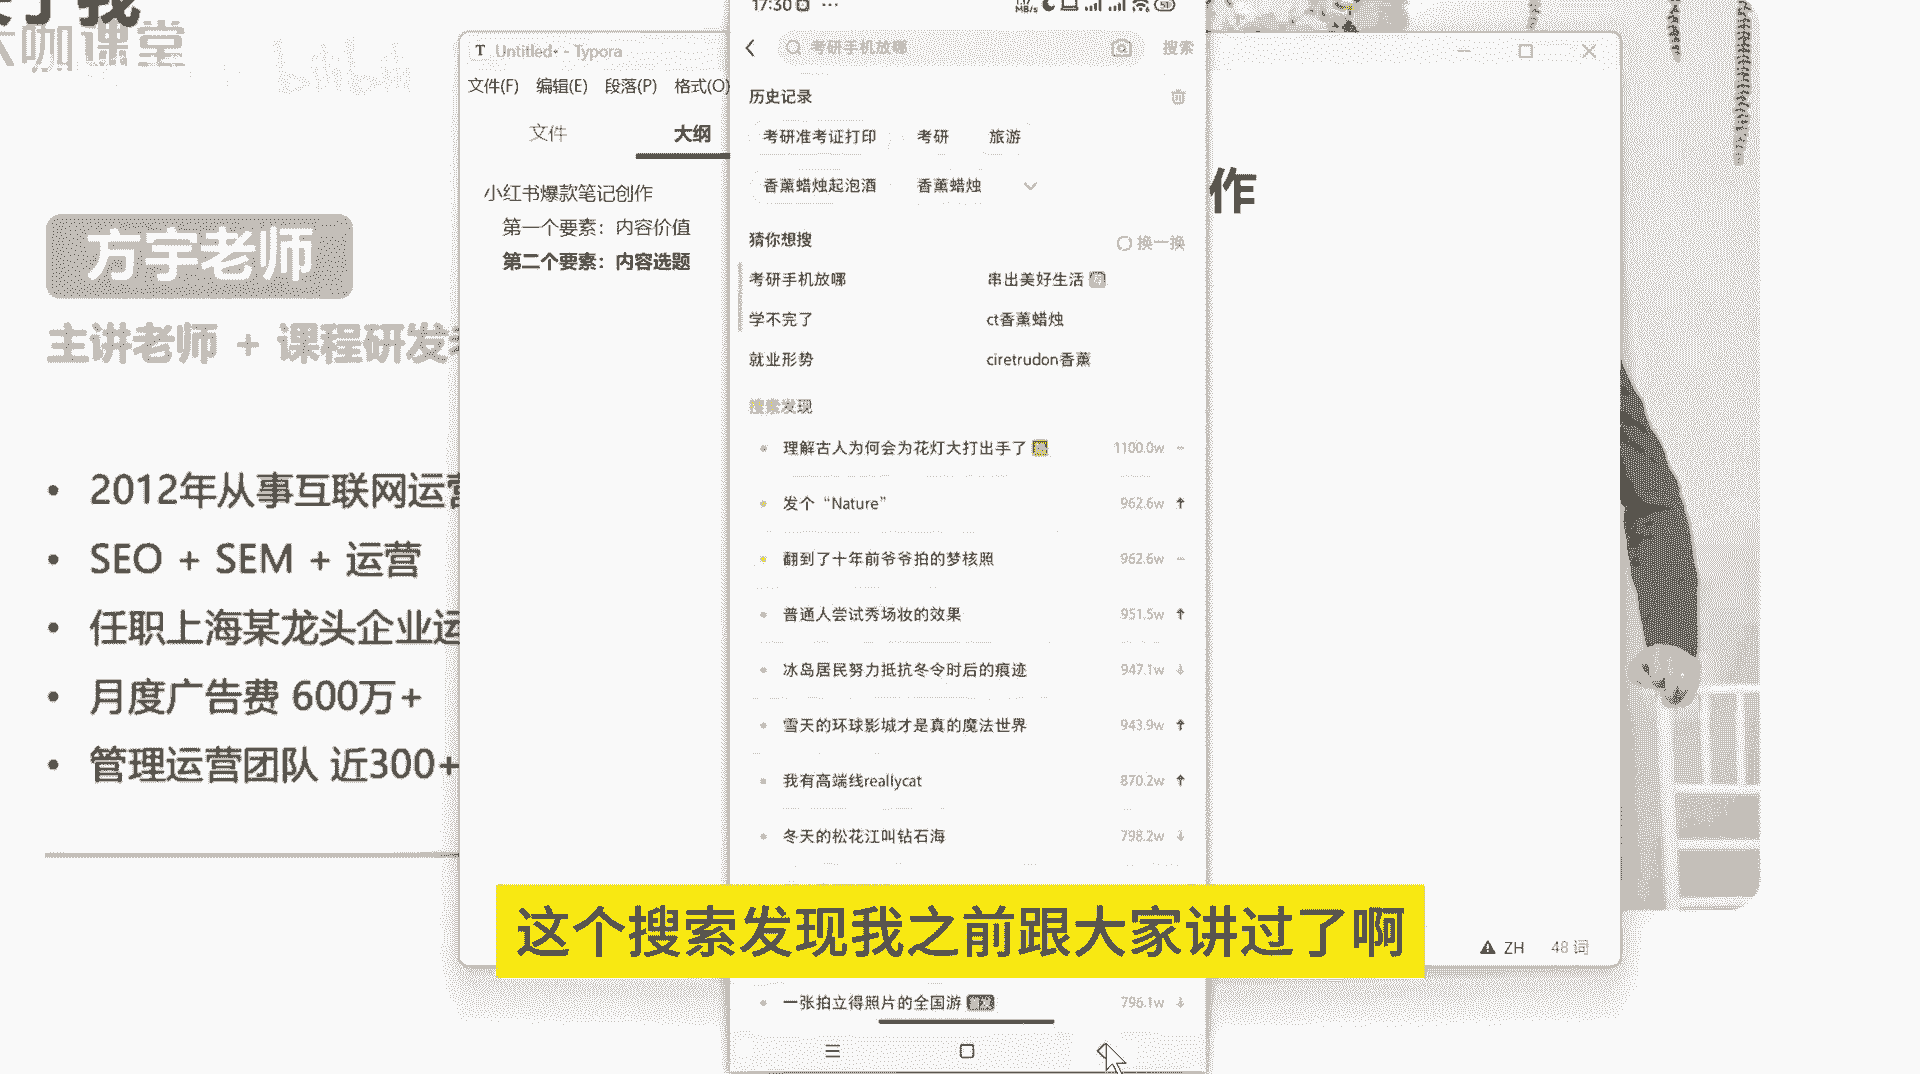 大咖课堂
bilibili
方宇老师
主讲老师 + 课程研发老
2012年从事互联网运营
SEO + SEM + 运营
任职上海某龙头企业运
月度广告费 600万+
管理运营团队 近300+
T Untitled• - Typora
文件(F) 编辑(E) 段落(P) 格式(O)
文件 大纲
小红书爆款笔记创作
第一个要素：内容价值
第二个要素：内容选题
作
ZH 48 词
17:30
考研手机放哪 搜索
历史记录
考研准考证打印 考研 旅游
香薰蜡烛起泡酒 香薰蜡烛
猜你想搜 换一换
考研手机放哪 串出美好生活
学不完了 ct香薰蜡烛
就业形势 ciretrudon香薰
搜索发现
理解古人为何会为花灯大打出手了 1100.0w
发个“Nature” 962.6w
翻到了十年前爷爷拍的梦核照 962.6w
普通人尝试秀场妆的效果 951.5w
冰岛居民努力抵抗冬令时后的痕迹 947.1w
雪天的环球影城才是真的魔法世界 943.9w
我有高端线reallycat 870.2w
冬天的松花江叫钻石海 798.2w
这个搜索发现我之前跟大家讲过了啊
一张拍立得照片的全国游 796.1w